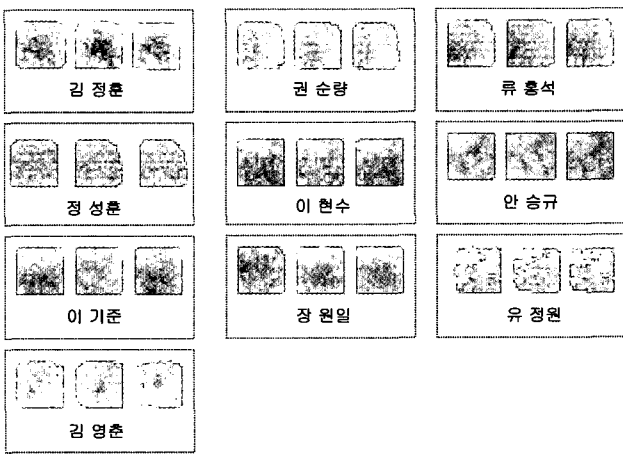 김 정훈
권 순량
류 홍석
정 성훈
이 현수
안 승규
이 기준
장 원일
유 정원
김 영춘